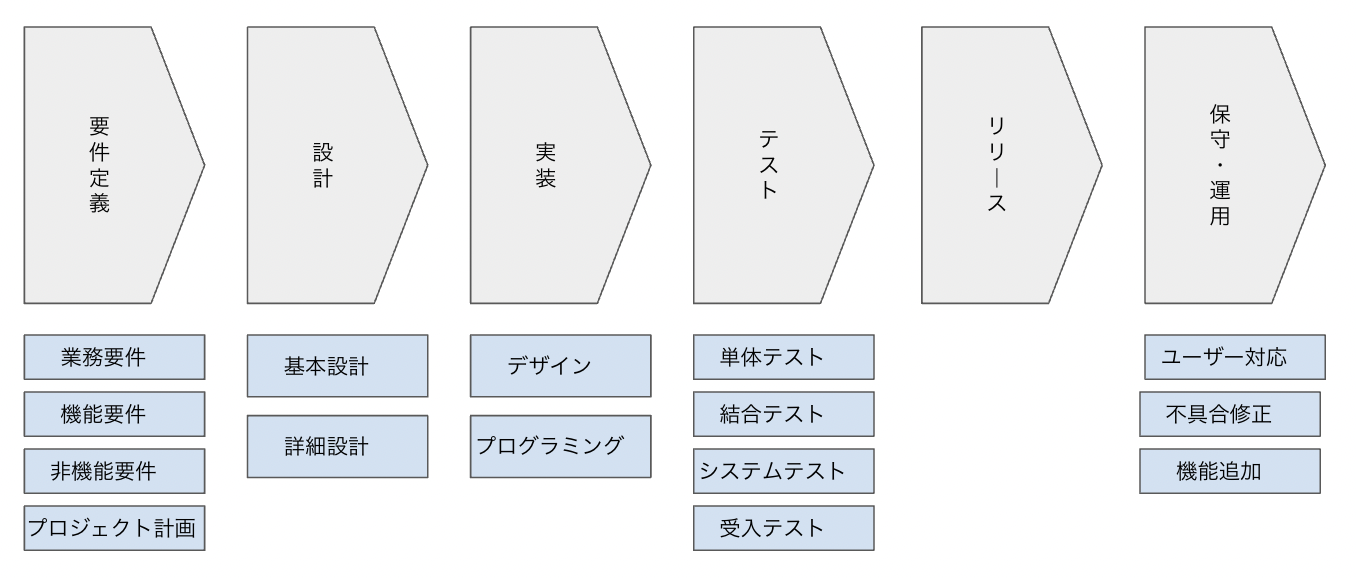 要件定義
設計
実装
テスト
リリース
保守・運用
業務要件
機能要件
非機能要件
プロジェクト計画
基本設計
詳細設計
デザイン
プログラミング
単体テスト
結合テスト
システムテスト
受入テスト
ユーザー対応
不具合修正
機能追加